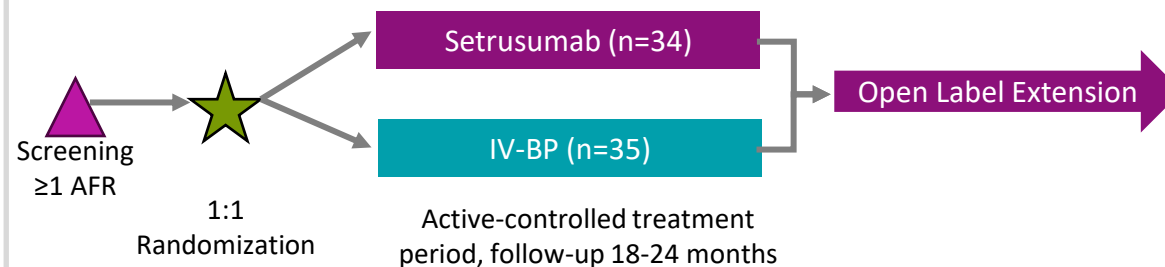 Setrusumab (n=34)
Open Label Extension
IV-BP (n=35)
Screening
≥1 AFR
1:1
Randomization
Active-controlled treatment
period, follow-up 18-24 months